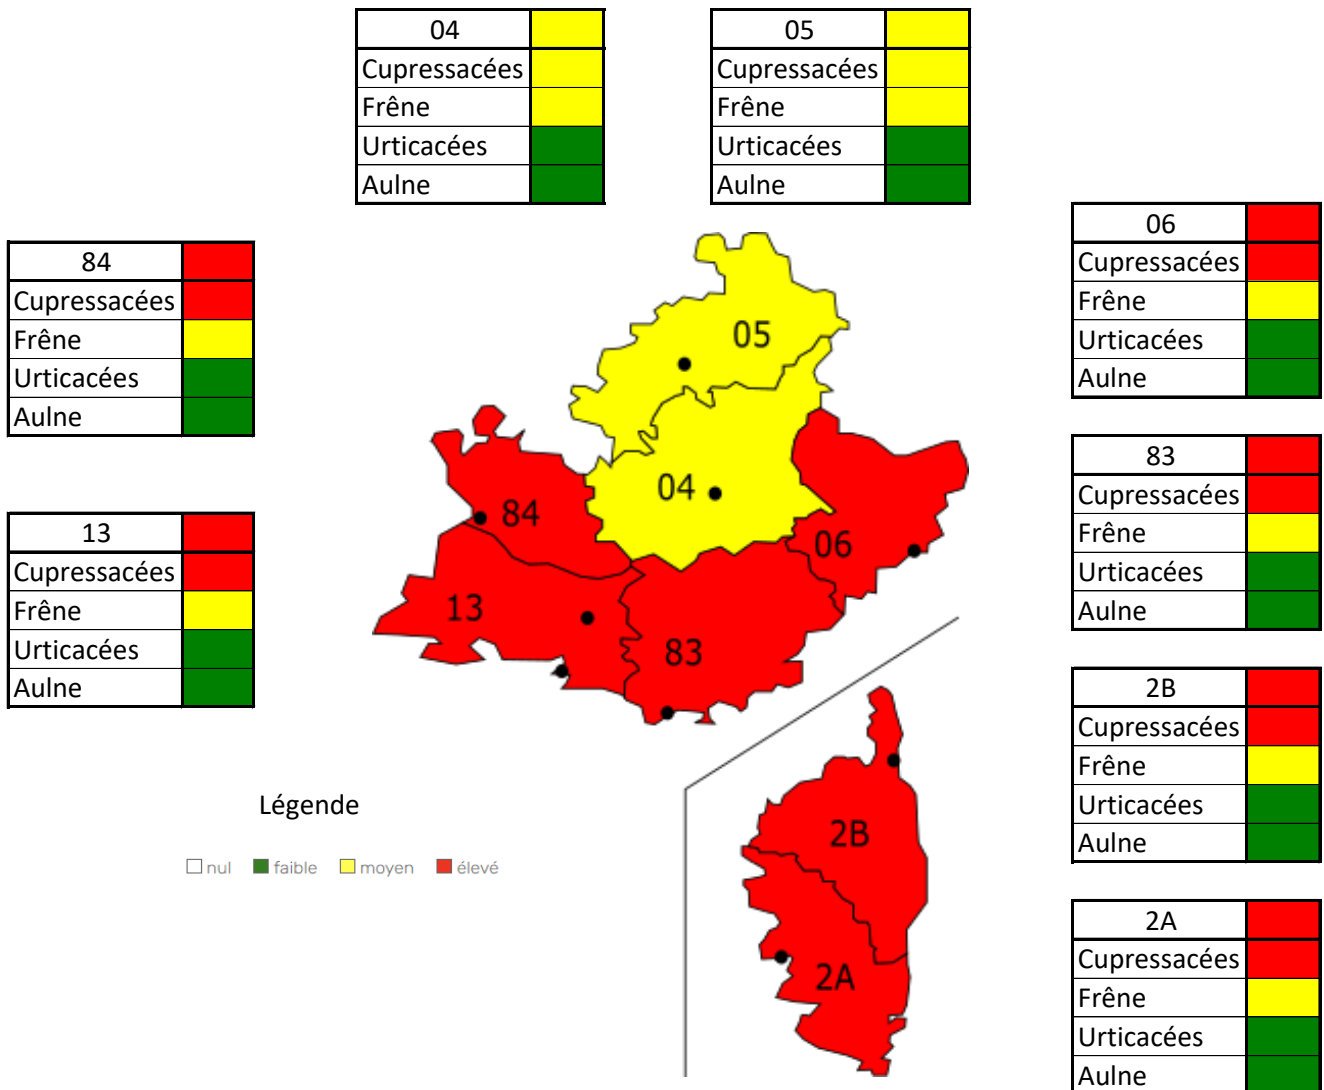 04
Cupressacées
Frêne
Urticacées
Aulne
05
Cupressacées
Frêne
Urticacées
Aulne
84
Cupressacées
Frêne
Urticacées
Aulne
13
Cupressacées
Frêne
Urticacées
Aulne
05
04
84
06
13
83
2B
2A
Légende
nul faible moyen élevé
06
Cupressacées
Frêne
Urticacées
Aulne
83
Cupressacées
Frêne
Urticacées
Aulne
2B
Cupressacées
Frêne
Urticacées
Aulne
2A
Cupressacées
Frêne
Urticacées
Aulne